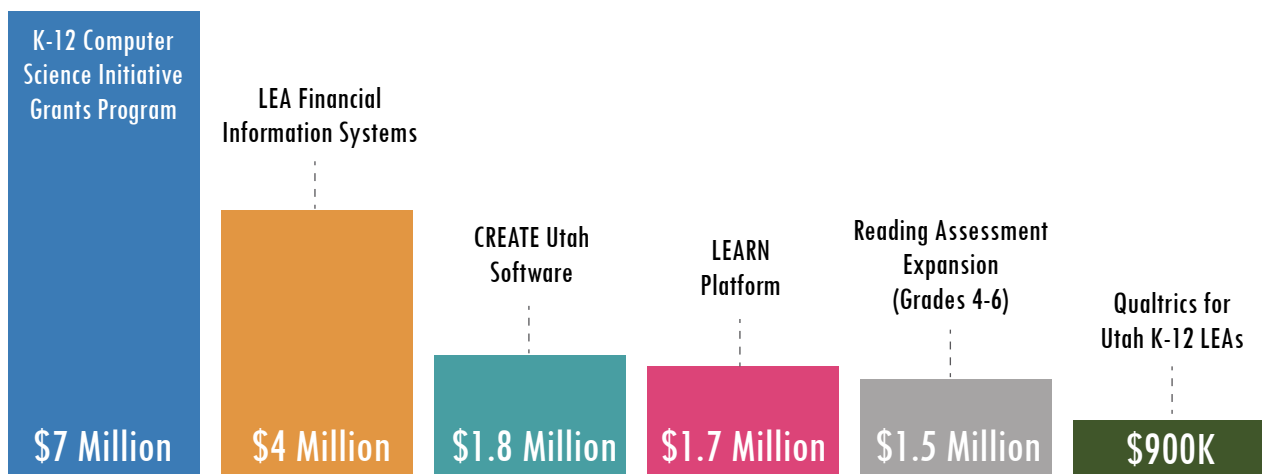 K-12 Computer
Science Initiative
Grants Program
LEA Financial
Information Systems
CREATE Utah
Software
LEARN
Platform
Reading Assessment
Expansion
(Grades 4-6)
Qualtrics for
Utah K-12 LEAs
$7 Million
$4 Million
$1.8 Million
$1.7 Million
$1.5 Million
$900K